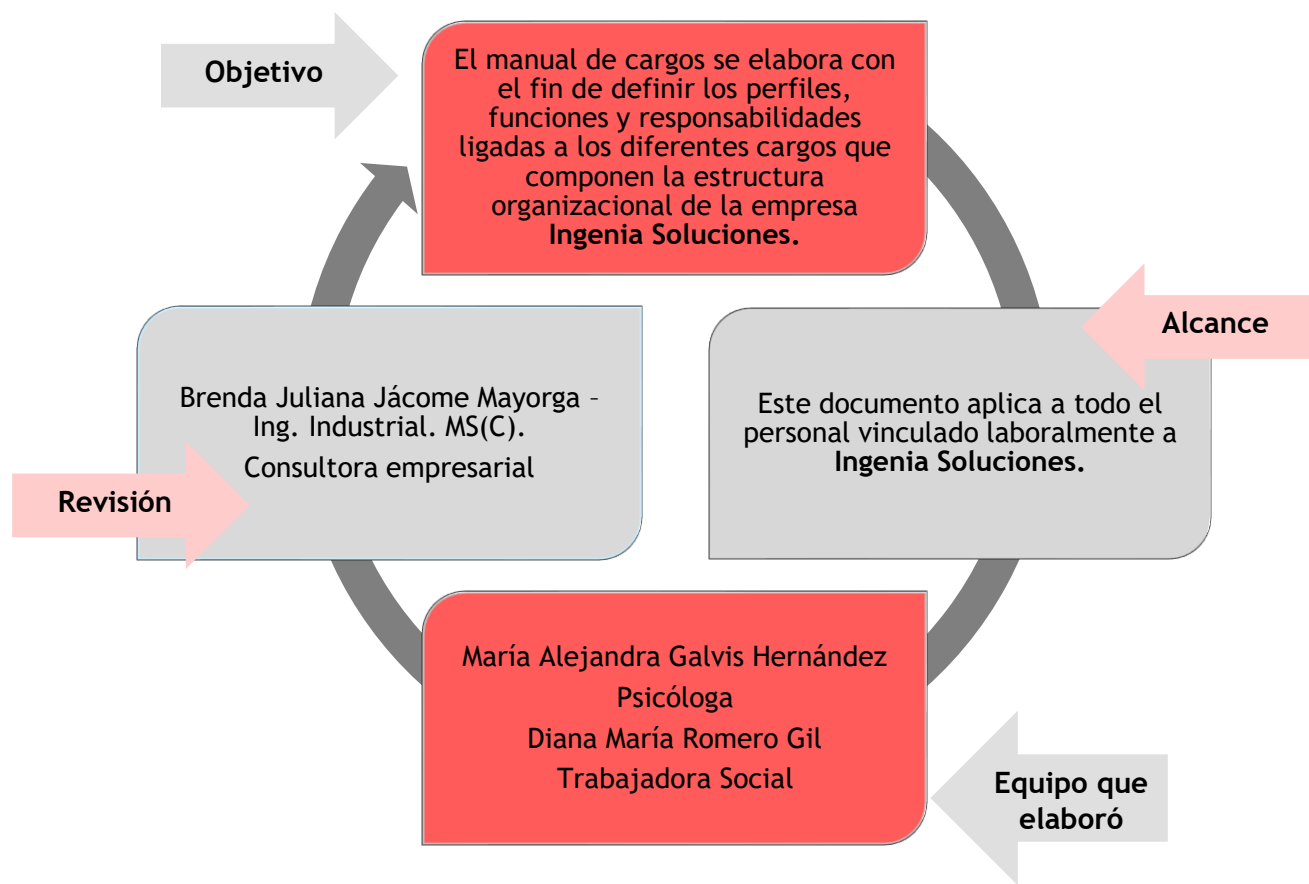 Objetivo
El manual de cargos se elabora con
el fin de definir los perfiles,
funciones y responsabilidades
ligadas a los diferentes cargos que
componen la estructura
organizacional de la empresa
Ingenia Soluciones.
Alcance
Este documento aplica a todo el
personal vinculado laboralmente a
Ingenia Soluciones.
Equipo que
elaboró
María Alejandra Galvis Hernández
Psicóloga
Diana María Romero Gil
Trabajadora Social
Revisión
Brenda Juliana Jácome Mayorga –
Ing. Industrial. MS(C).
Consultora empresarial